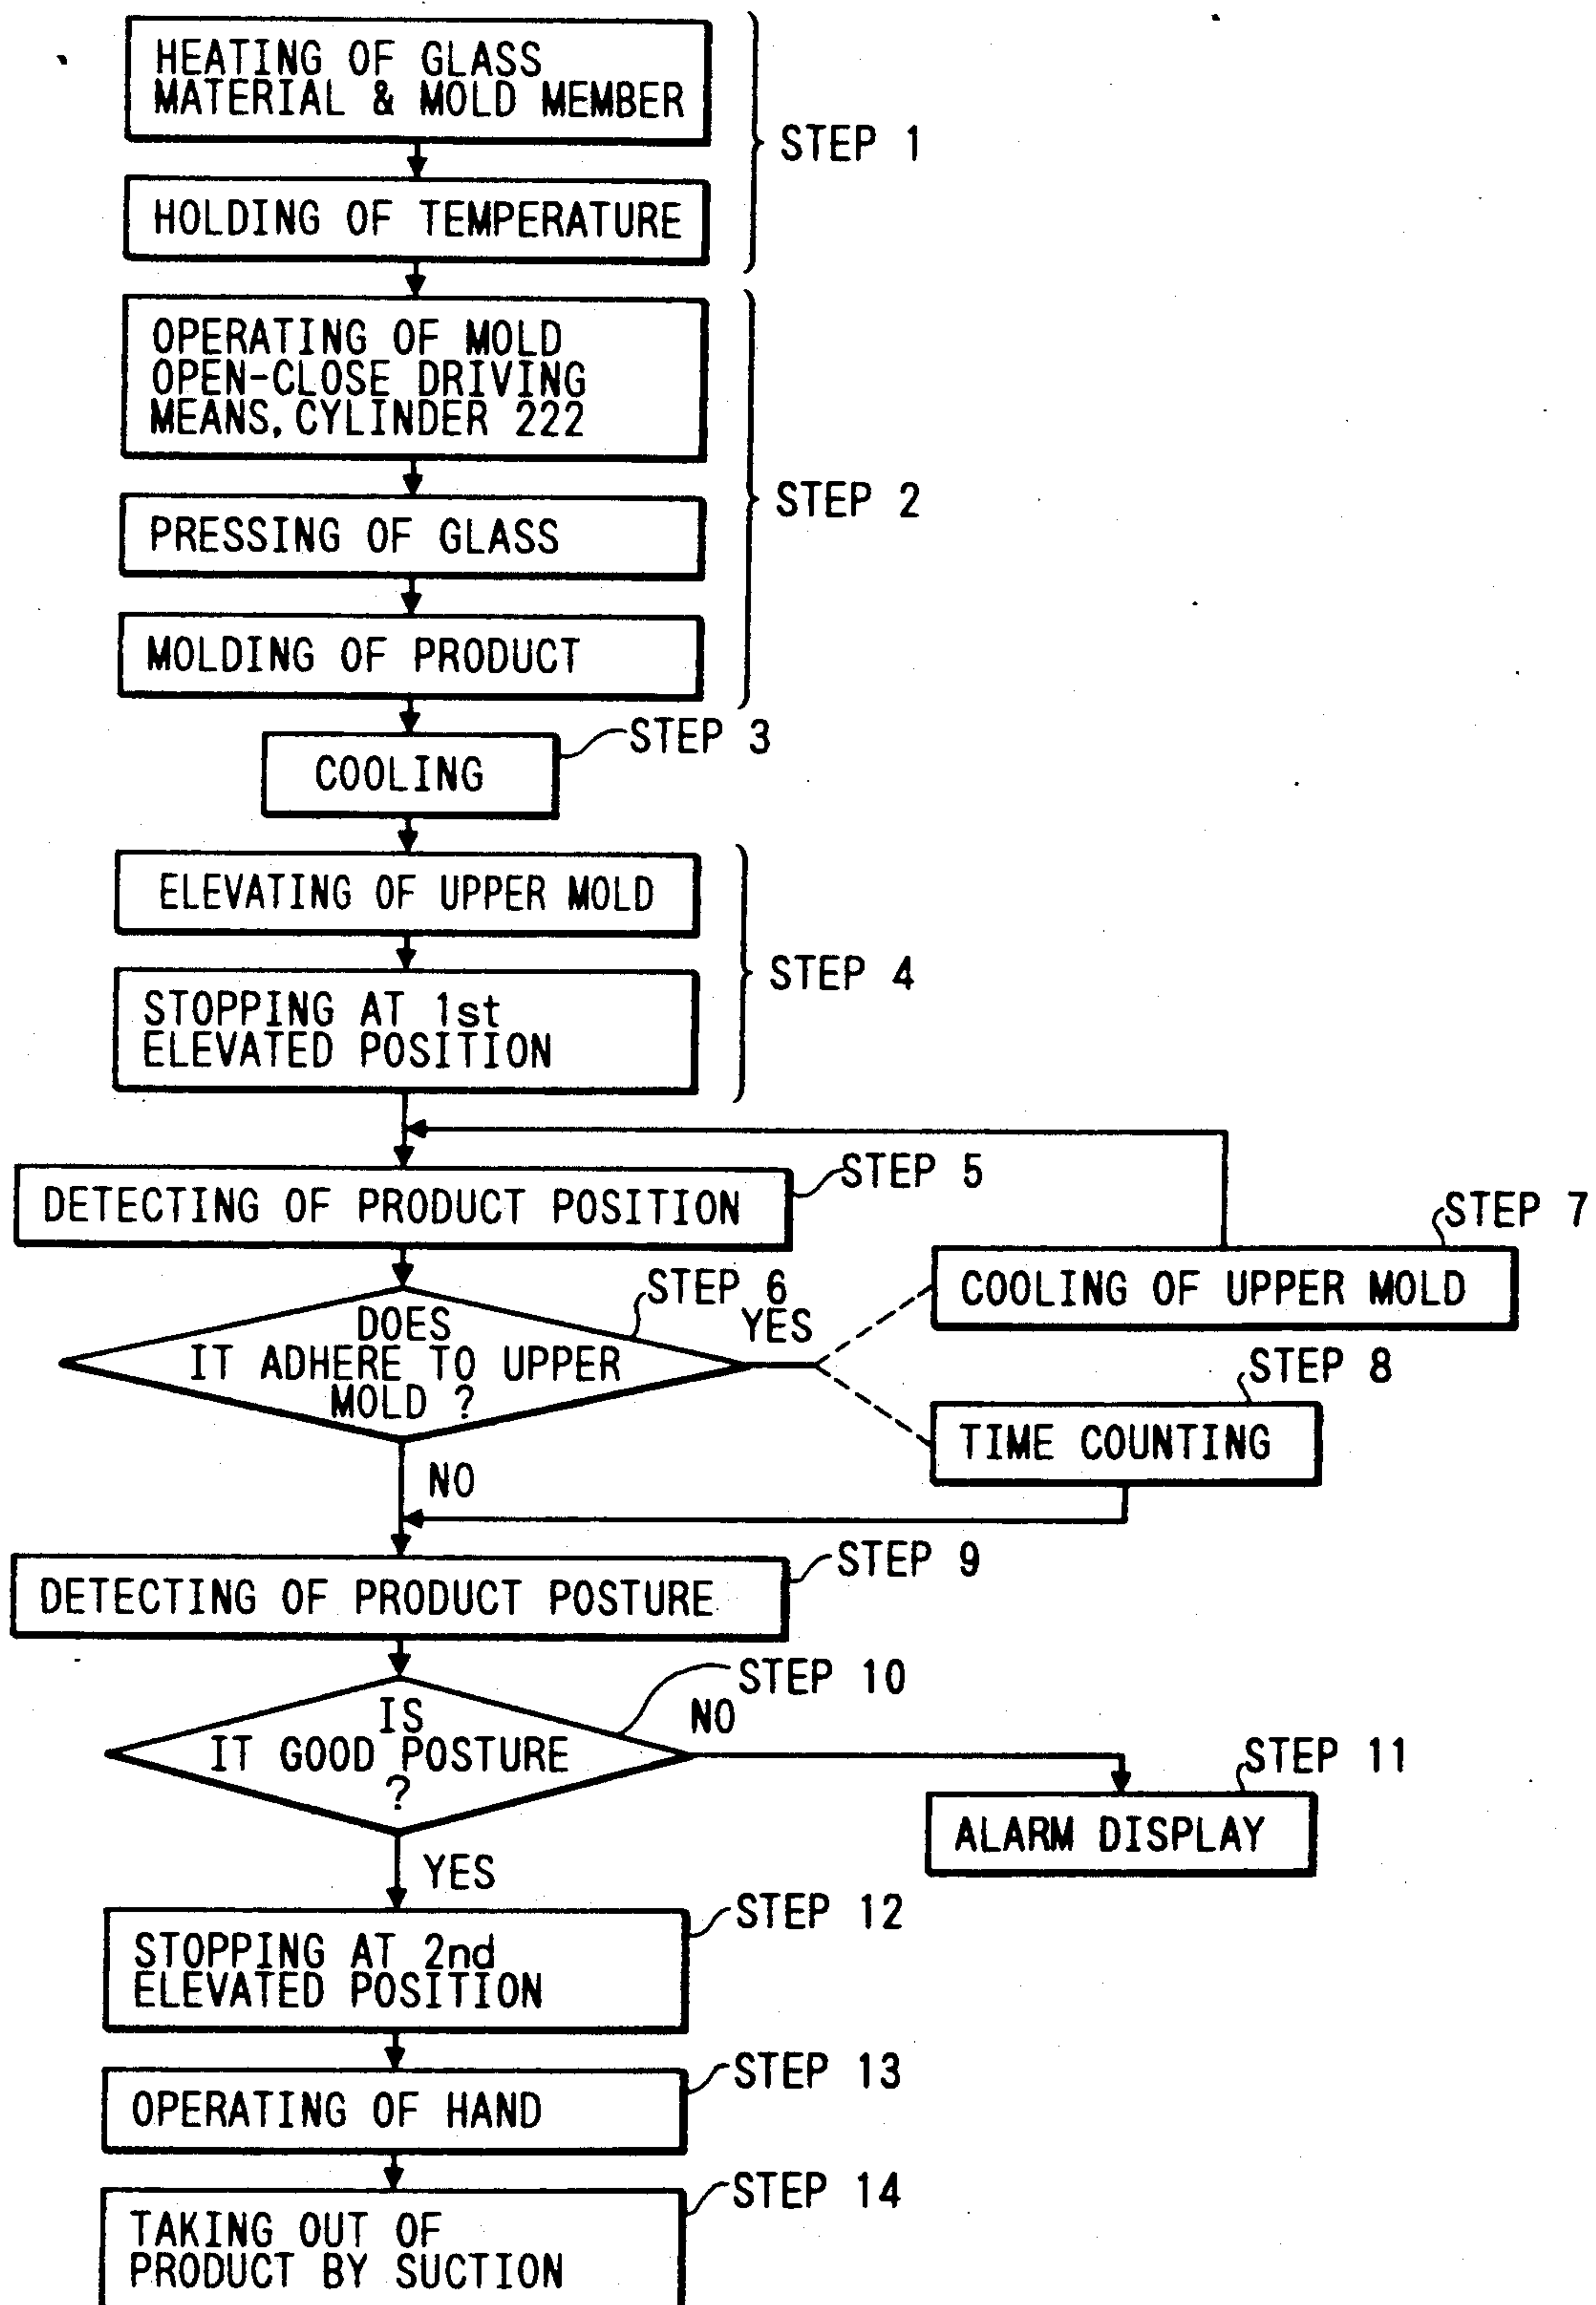 HEATING OF GLASS
MATERIAL & MOLD MEMBER
STEP 1
HOLDING OF TEMPERATURE
OPERATING OF MOLD
OPEN-CLOSE DRIVING
MEANS, CYLINDER 222
STEP 2
PRESSING OF GLASS
MOLDING OF PRODUCT
STEP 3
COOLING
ELEVATING OF UPPER MOLD
STEP 4
STOPPING AT 1st
ELEVATED POSITION
STEP 5
DETECTING OF PRODUCT POSITION
STEP 7
COOLING OF UPPER MOLD
STEP 6
YES
DOES
IT ADHERE TO UPPER
MOLD ?
STEP 8
TIME COUNTING
NO
STEP 9
DETECTING OF PRODUCT POSTURE
STEP 10
NO
IS
IT GOOD POSTURE
?
STEP 11
ALARM DISPLAY
YES
STEP 12
STOPPING AT 2nd
ELEVATED POSITION
STEP 13
OPERATING OF HAND
STEP 14
TAKING OUT OF
PRODUCT BY SUCTION